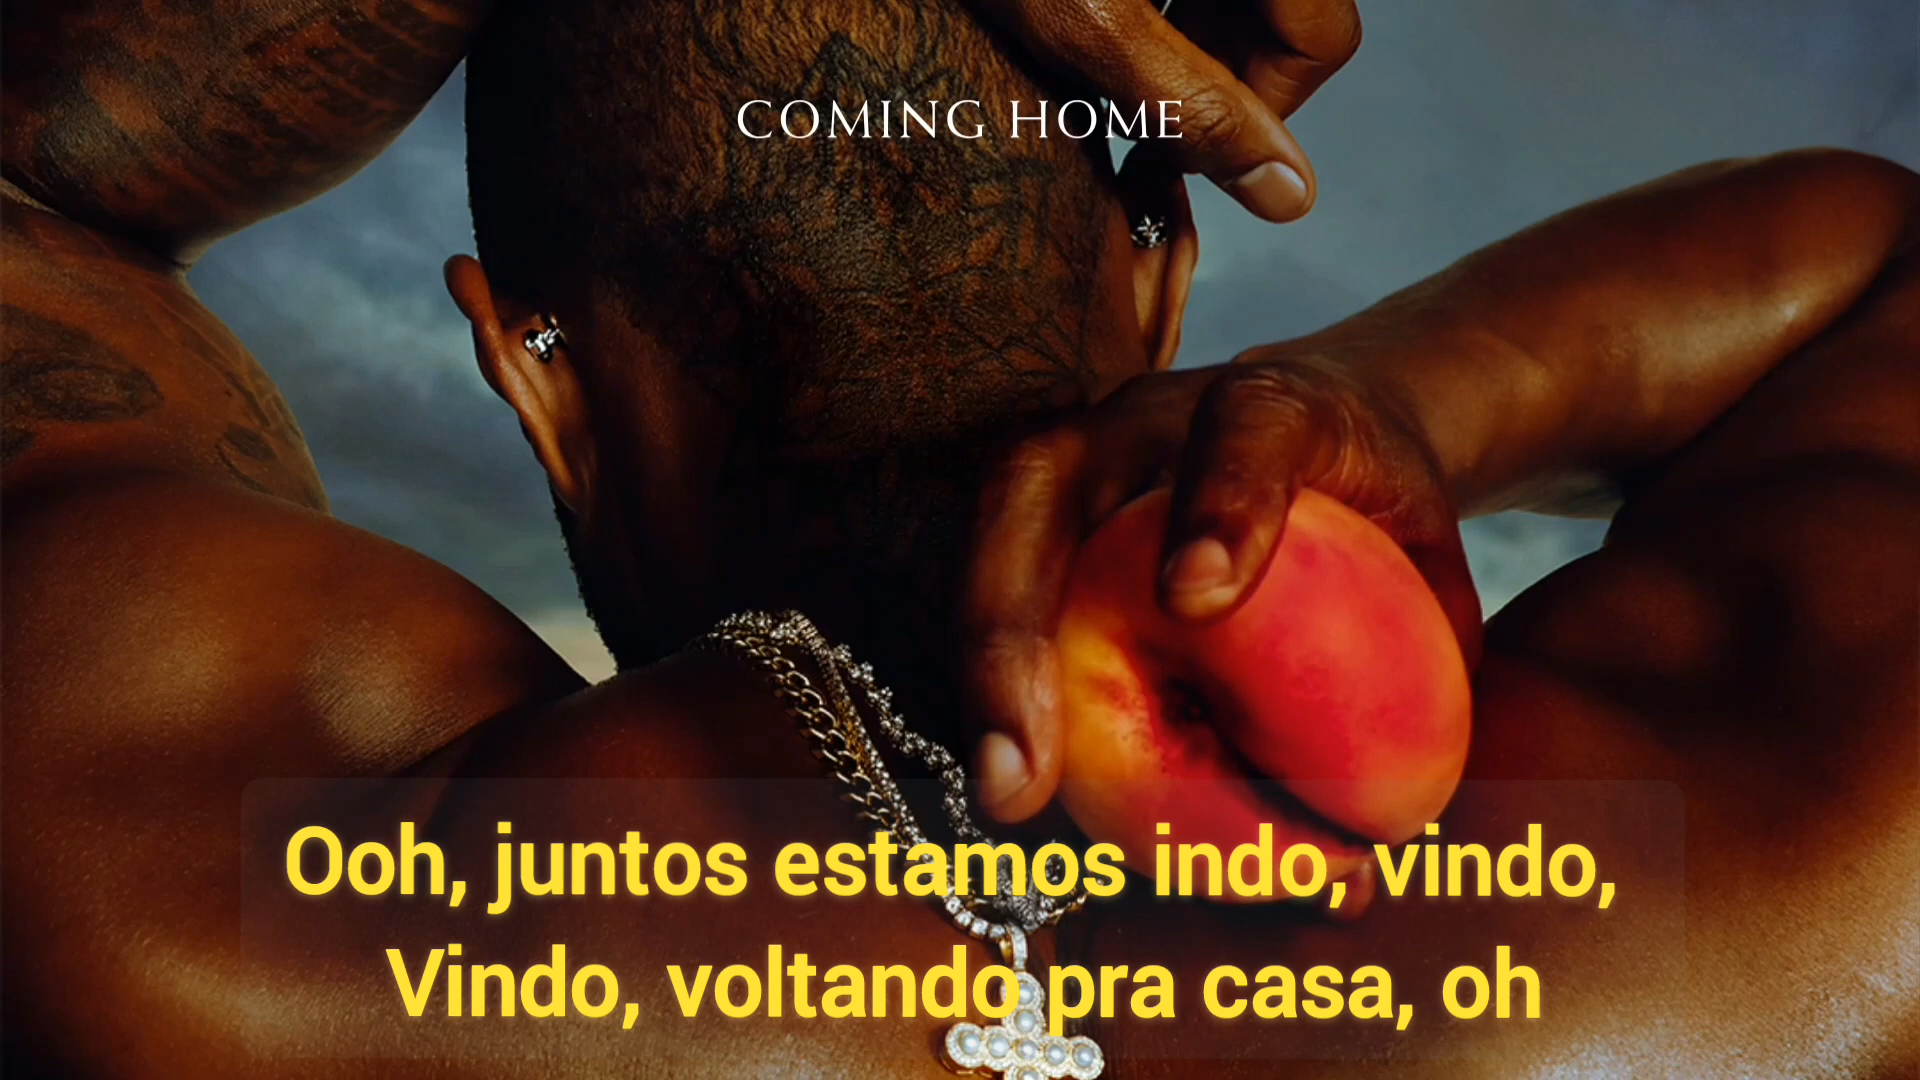 COMING HOME
Ooh, juntos estamos indo, vindo,
Vindo, voltando pra casa, oh